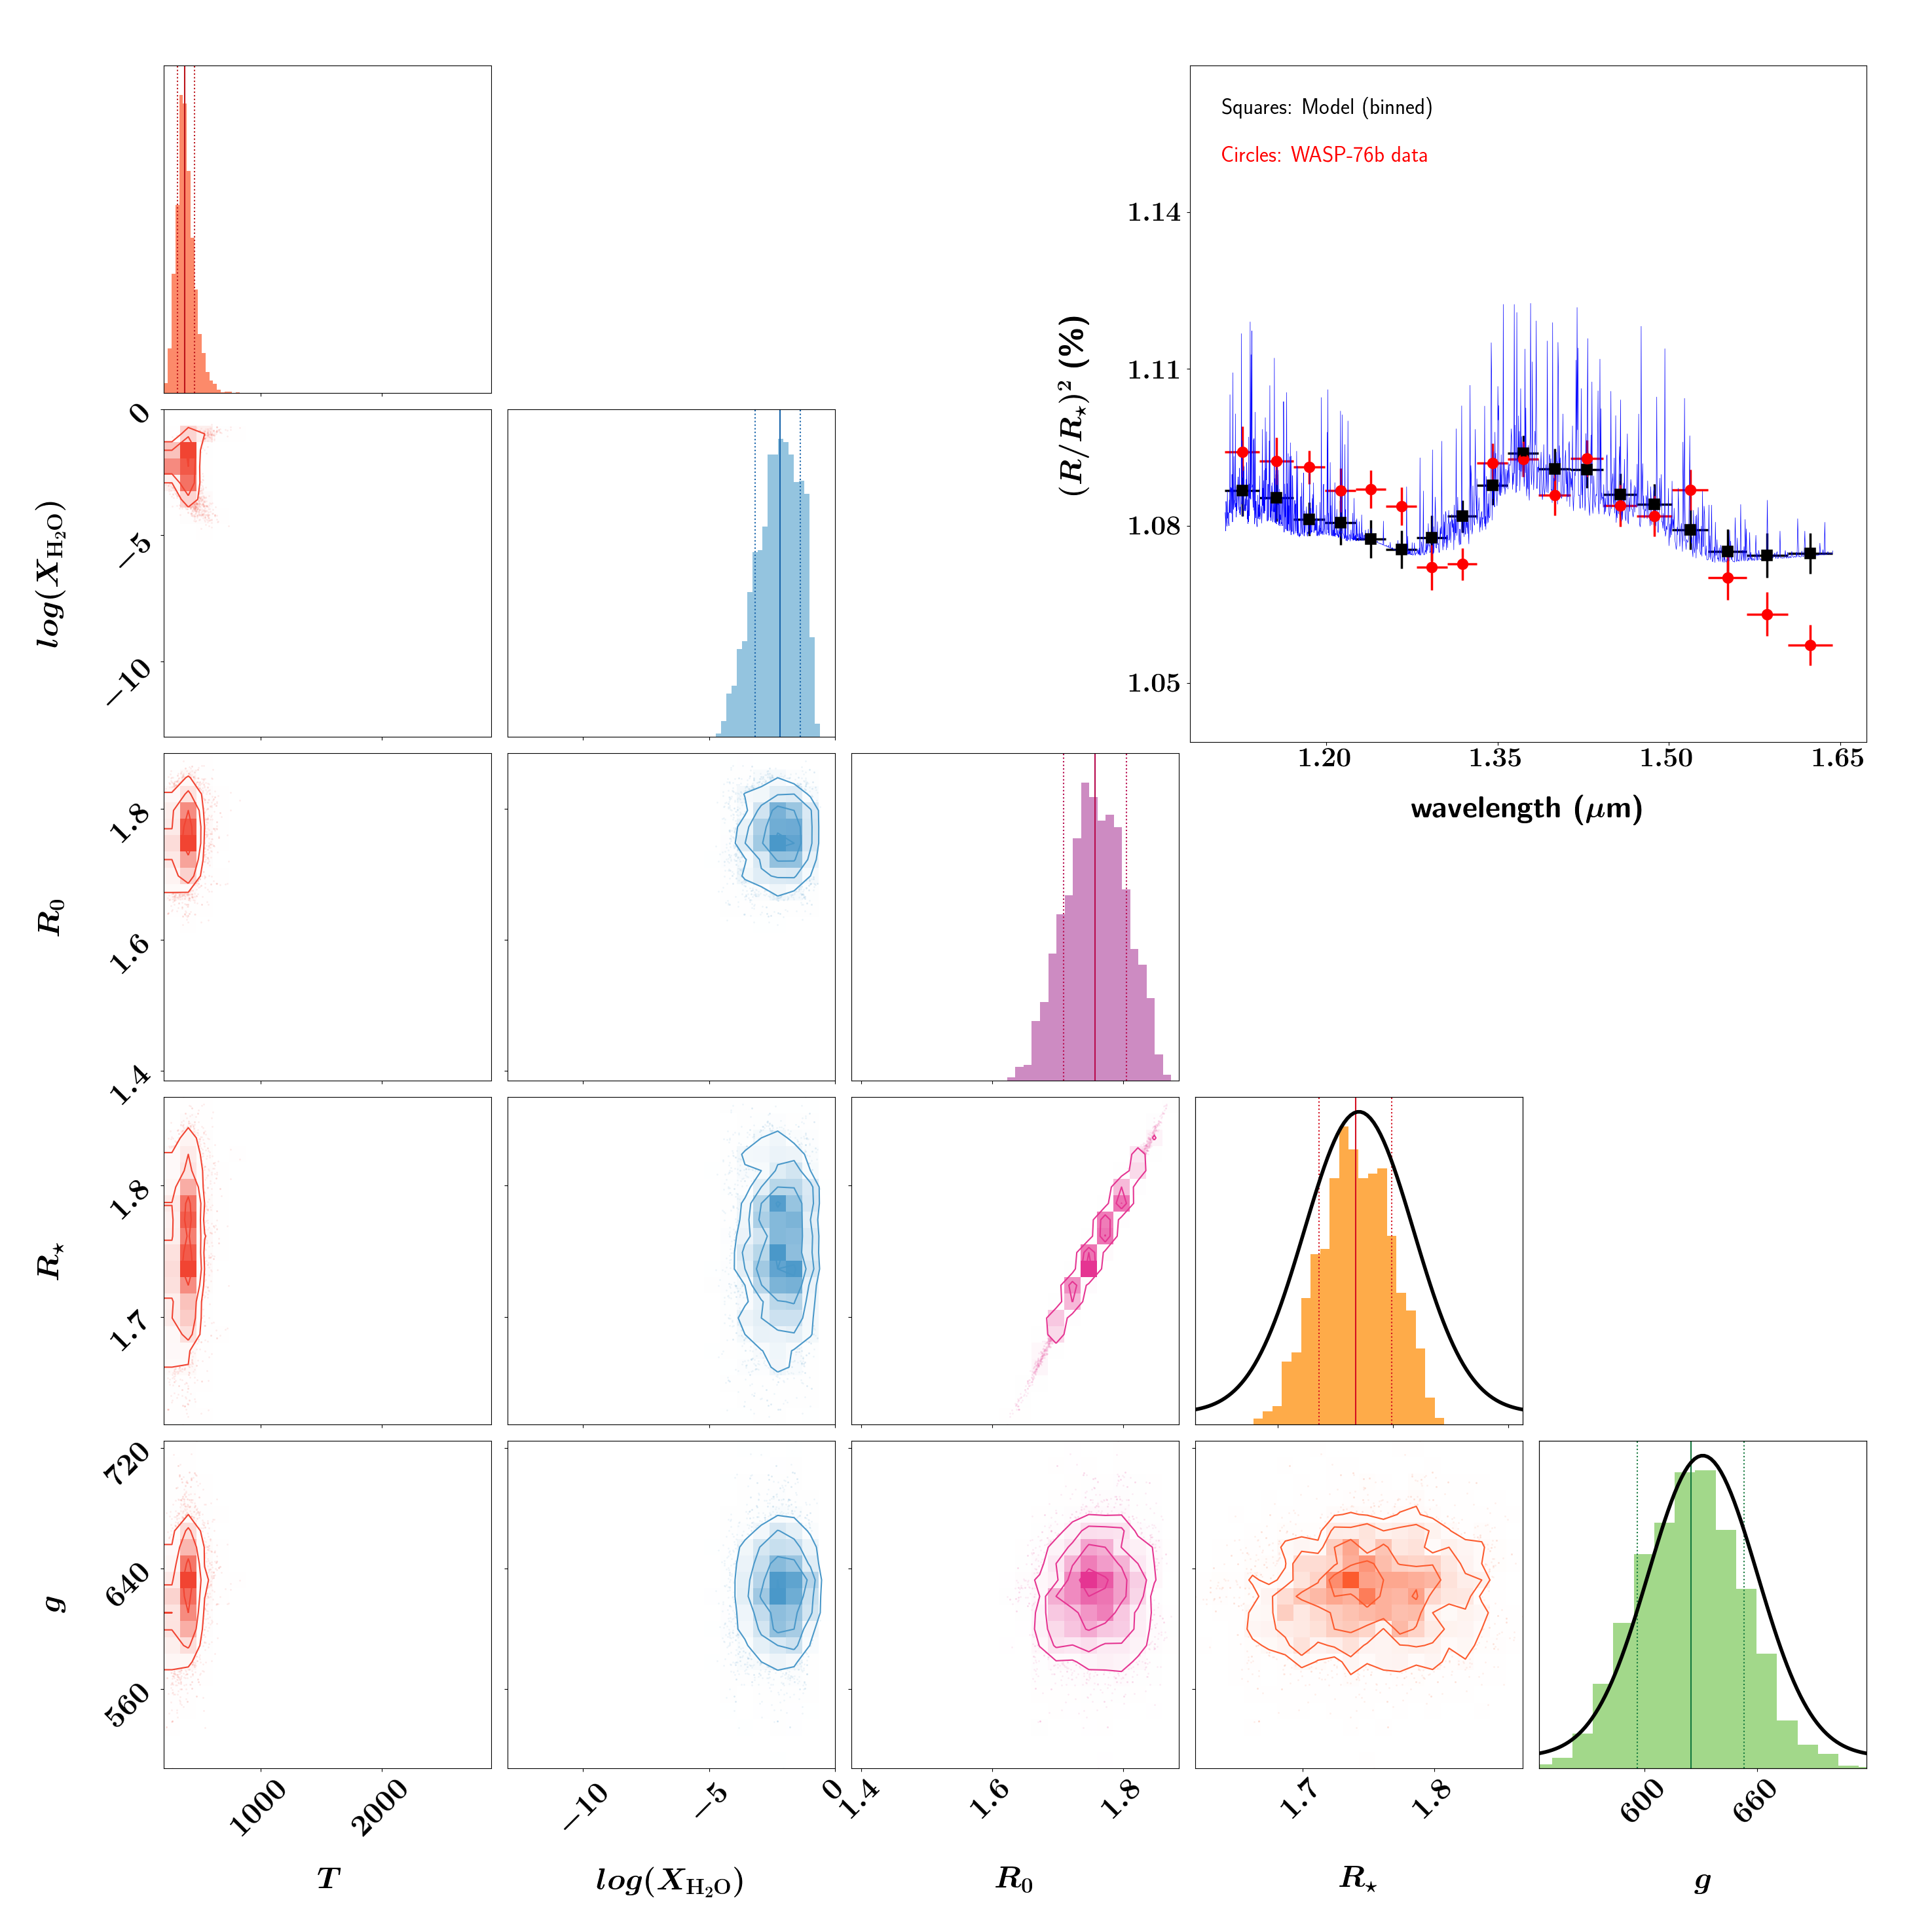 Squares: Model (binned)
Circles: WASP-76b data
(R/R⋆)² (%)
1.14
1.11
1.08
1.05
1.20 1.35 1.50 1.65
wavelength (μm)
log(X_H₂O)
0
−5
−10
R₀
1.8
1.6
1.4
R⋆
1.8
1.7
g
720
640
560
1000 2000 −10 −5 0 1.4 1.6 1.8 1.7 1.8 600 660
T log(X_H₂O) R₀ R⋆ g